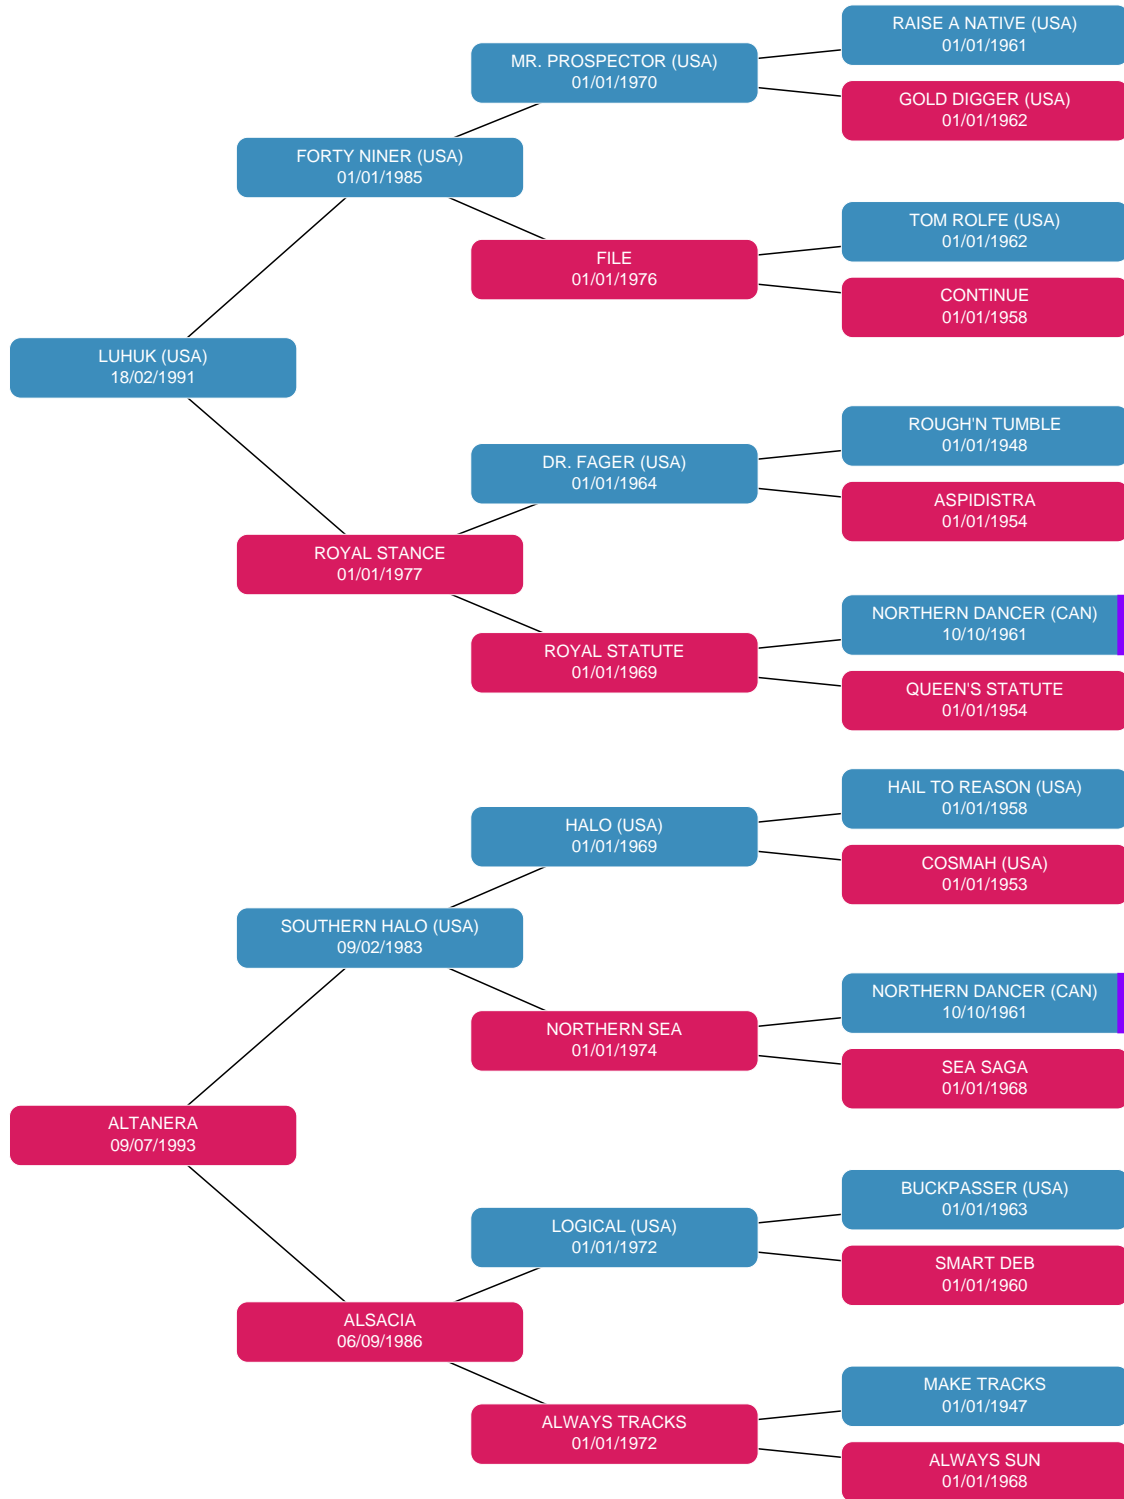 RAISE A NATIVE (USA)
01/01/1961
MR. PROSPECTOR (USA)
01/01/1970
GOLD DIGGER (USA)
01/01/1962
FORTY NINER (USA)
01/01/1985
TOM ROLFE (USA)
01/01/1962
FILE
01/01/1976
CONTINUE
01/01/1958
LUHUK (USA)
18/02/1991
ROUGH'N TUMBLE
01/01/1948
DR. FAGER (USA)
01/01/1964
ASPIDISTRA
01/01/1954
ROYAL STANCE
01/01/1977
NORTHERN DANCER (CAN)
10/10/1961
ROYAL STATUTE
01/01/1969
QUEEN'S STATUTE
01/01/1954
HAIL TO REASON (USA)
01/01/1958
HALO (USA)
01/01/1969
COSMAH (USA)
01/01/1953
SOUTHERN HALO (USA)
09/02/1983
NORTHERN DANCER (CAN)
10/10/1961
NORTHERN SEA
01/01/1974
SEA SAGA
01/01/1968
ALTANERA
09/07/1993
BUCKPASSER (USA)
01/01/1963
LOGICAL (USA)
01/01/1972
SMART DEB
01/01/1960
ALSACIA
06/09/1986
MAKE TRACKS
01/01/1947
ALWAYS TRACKS
01/01/1972
ALWAYS SUN
01/01/1968